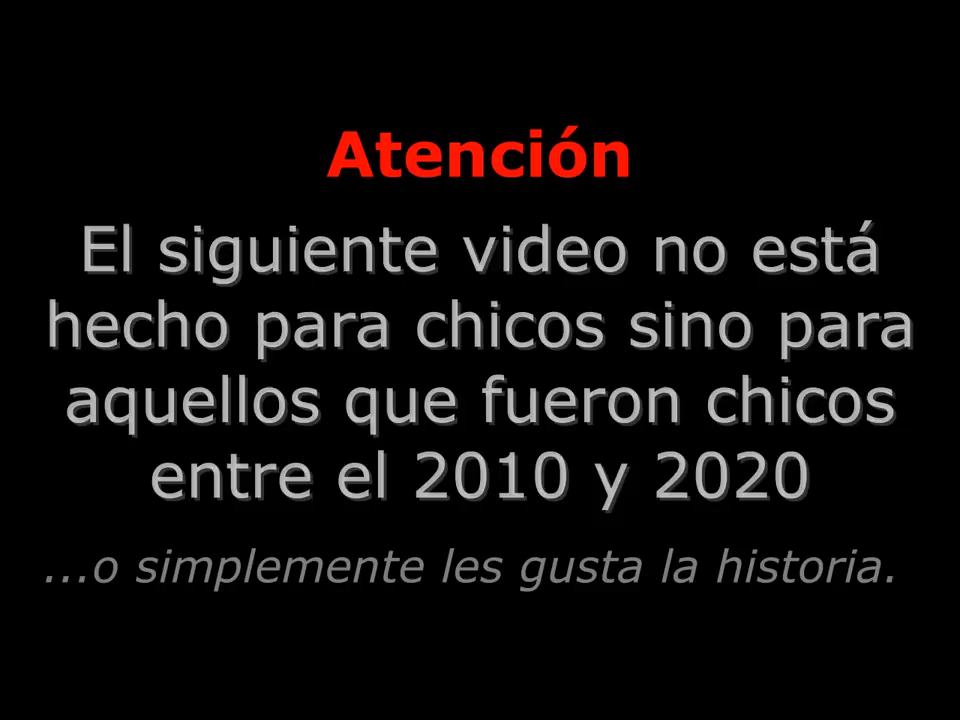 Atención
El siguiente video no está
hecho para chicos sino para
aquellos que fueron chicos
entre el 2010 y 2020
...o simplemente les gusta la historia.